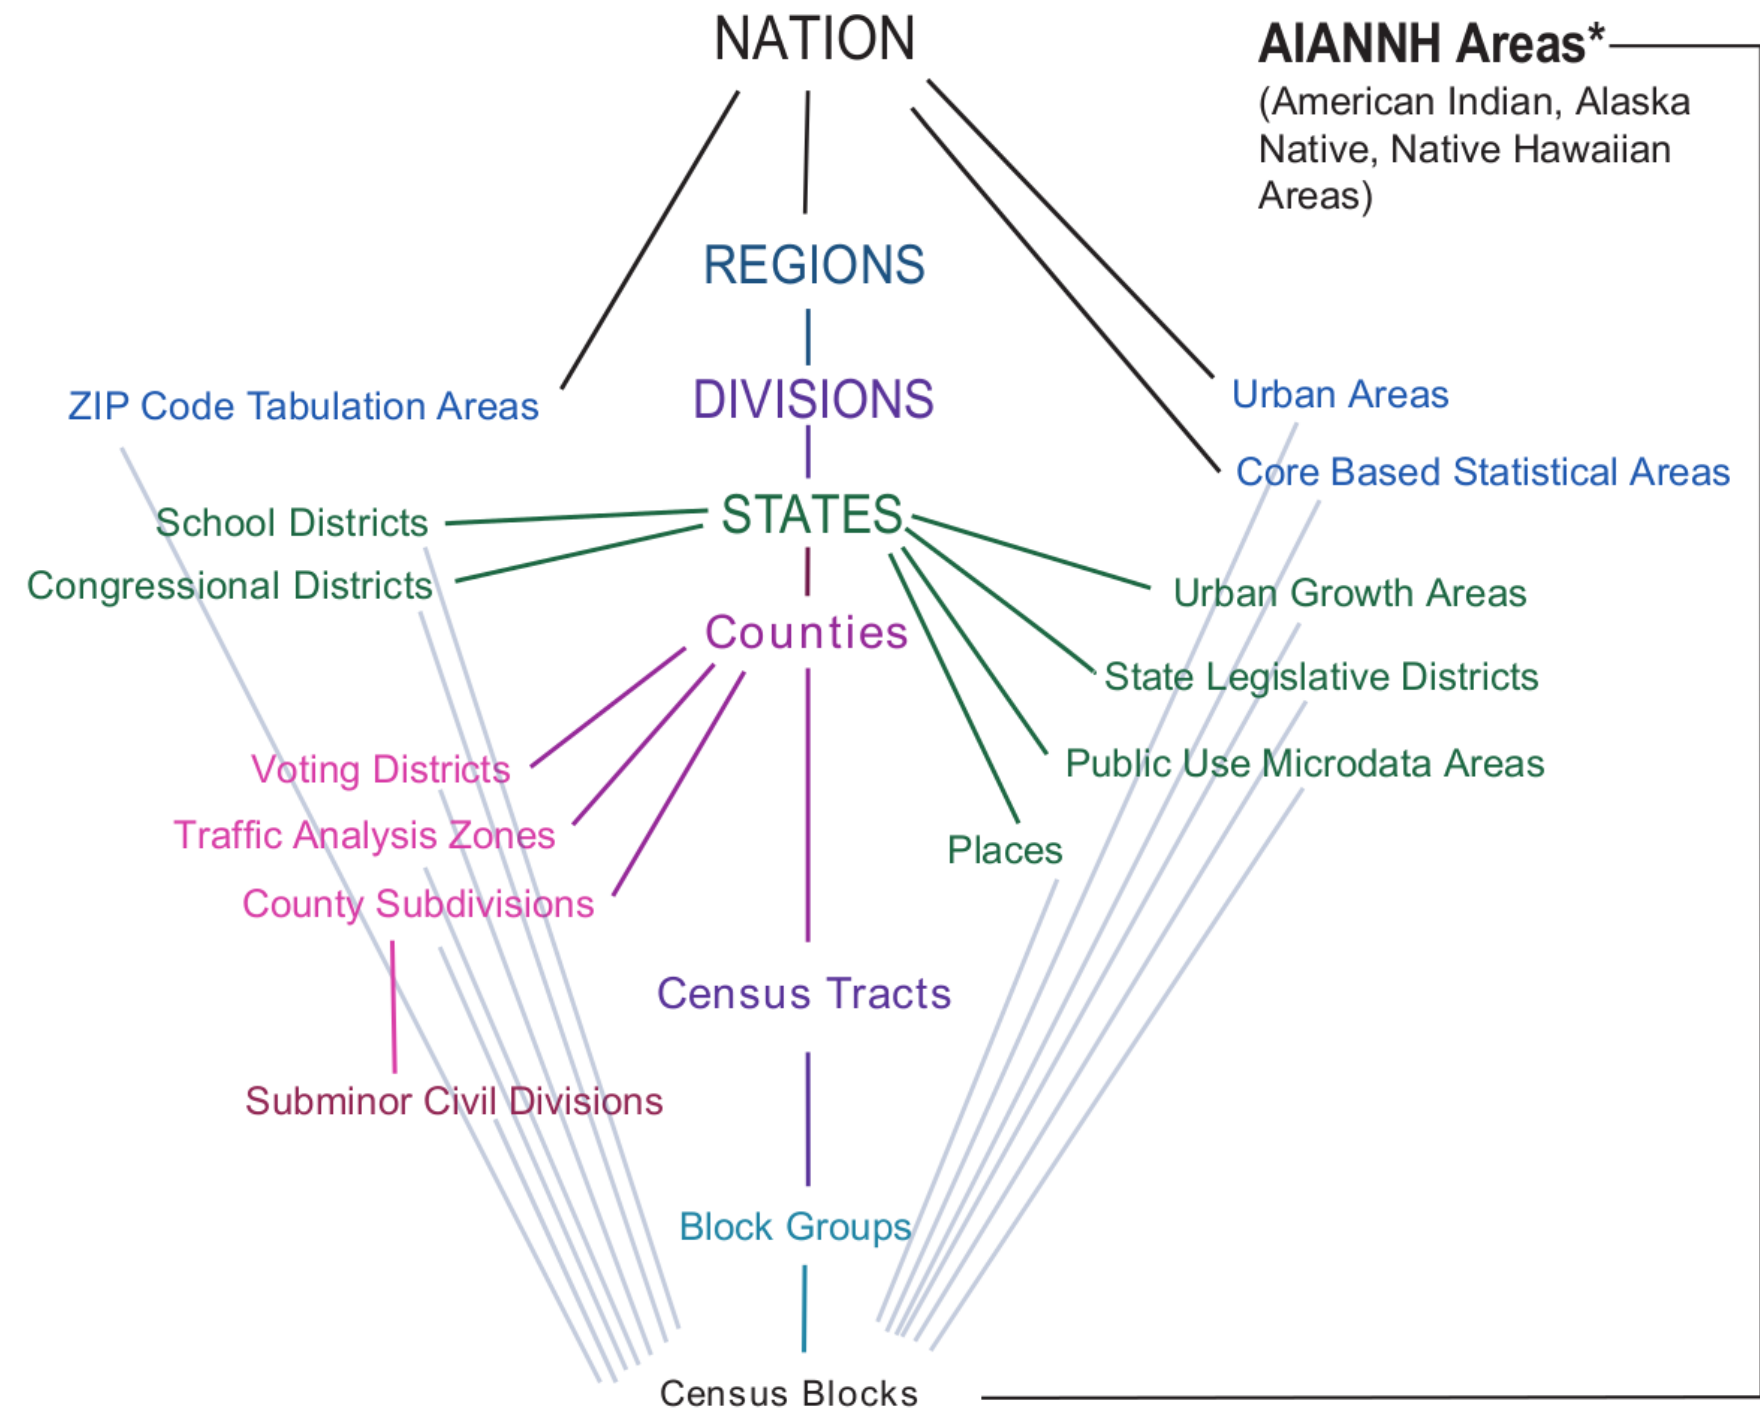 NATION
AIANNH Areas*
(American Indian, Alaska
Native, Native Hawaiian
Areas)
REGIONS
ZIP Code Tabulation Areas
DIVISIONS
Urban Areas
Core Based Statistical Areas
School Districts
STATES
Congressional Districts
Urban Growth Areas
Counties
State Legislative Districts
Voting Districts
Public Use Microdata Areas
Traffic Analysis Zones
Places
County Subdivisions
Census Tracts
Subminor Civil Divisions
Block Groups
Census Blocks